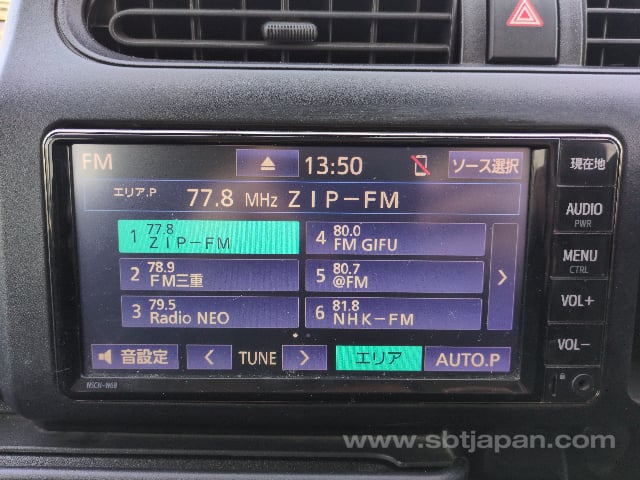 FM
13:50
ソース選択
エリア.P 77.8 MHz ZIP-FM
1 77.8 ZIP-FM
4 80.0 FM GIFU
2 78.9 FM三重
5 80.7 @FM
3 79.5 Radio NEO
6 81.8 NHK-FM
音設定
< TUNE >
エリア
AUTO.P
現在地
AUDIO
PWR
MENU
CTRL
VOL+
VOL-
NSCN-W68
www.sbtjapan.com